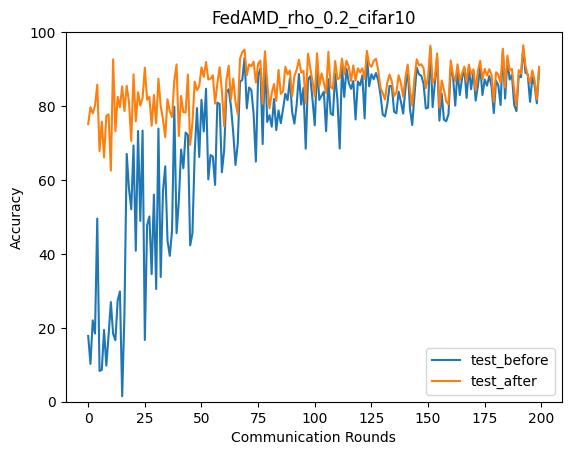 FedAMD_rho_0.2_cifar10
100
80
60
40
20
0
Accuracy
0 25 50 75 100 125 150 175 200
Communication Rounds
test_before
test_after